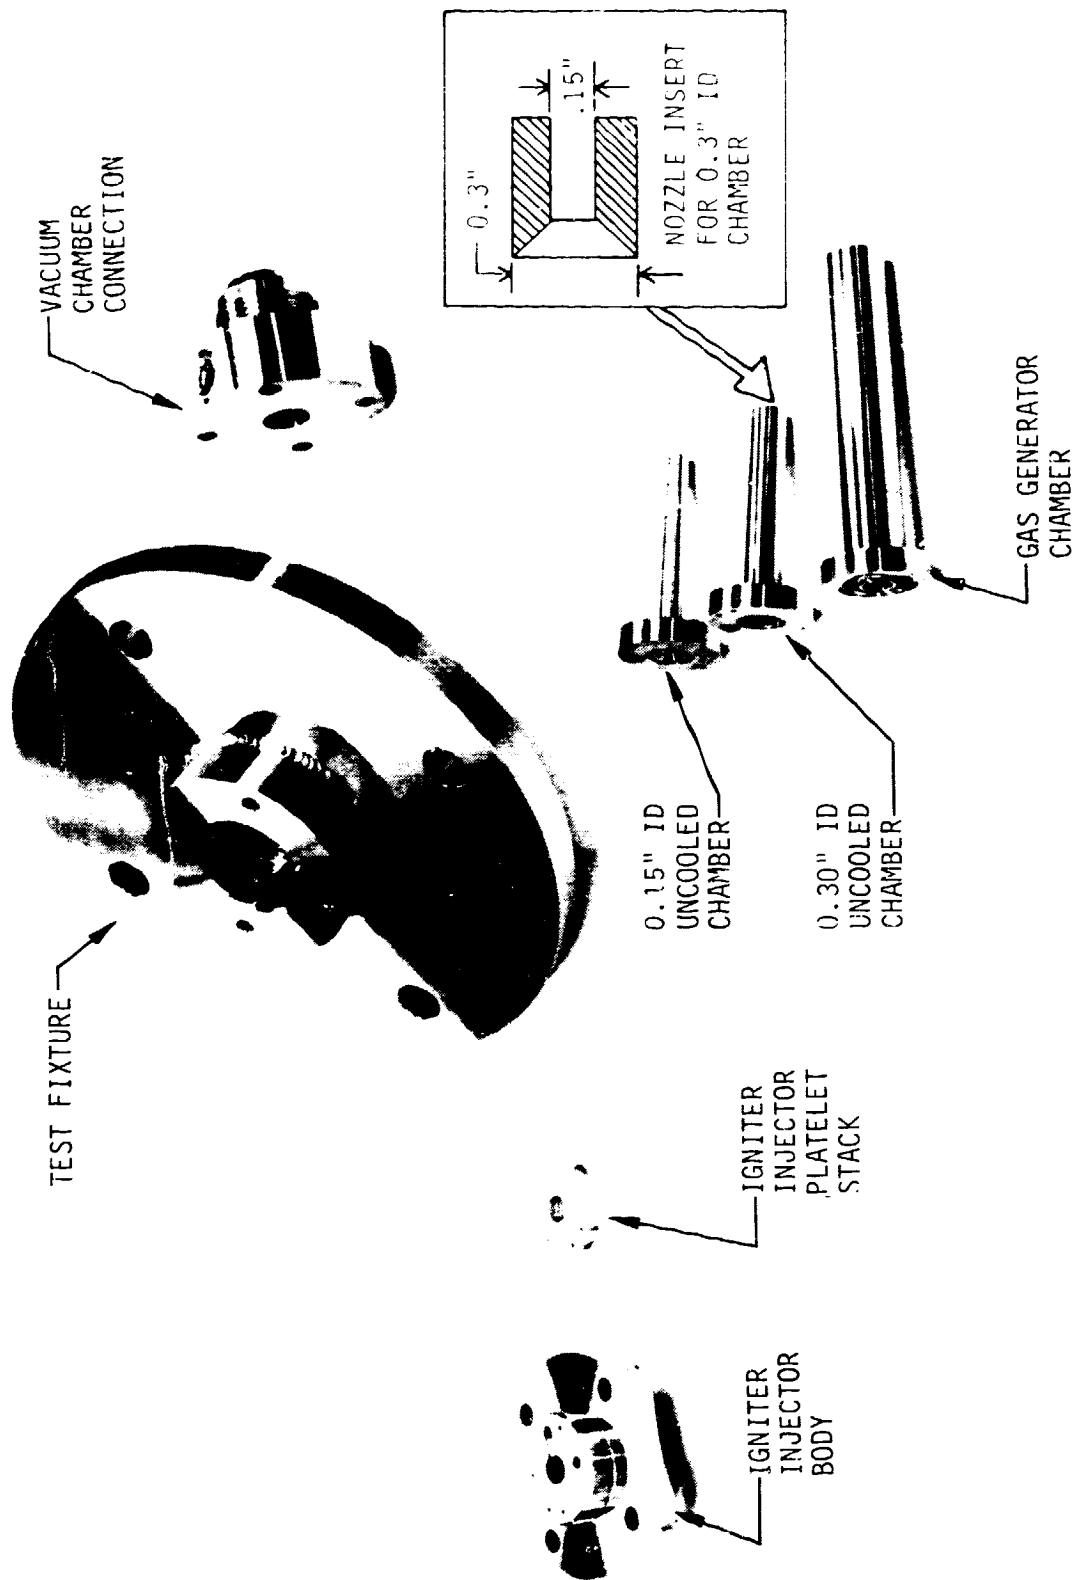 TEST FIXTURE
VACUUM
CHAMBER
CONNECTION
0.3"
.15"
NOZZLE INSERT
FOR 0.3" ID
CHAMBER
IGNITER
INJECTOR
BODY
IGNITER
INJECTOR
PLATELET
STACK
0.15" ID
UNCOOLED
CHAMBER
0.30" ID
UNCOOLED
CHAMBER
GAS GENERATOR
CHAMBER